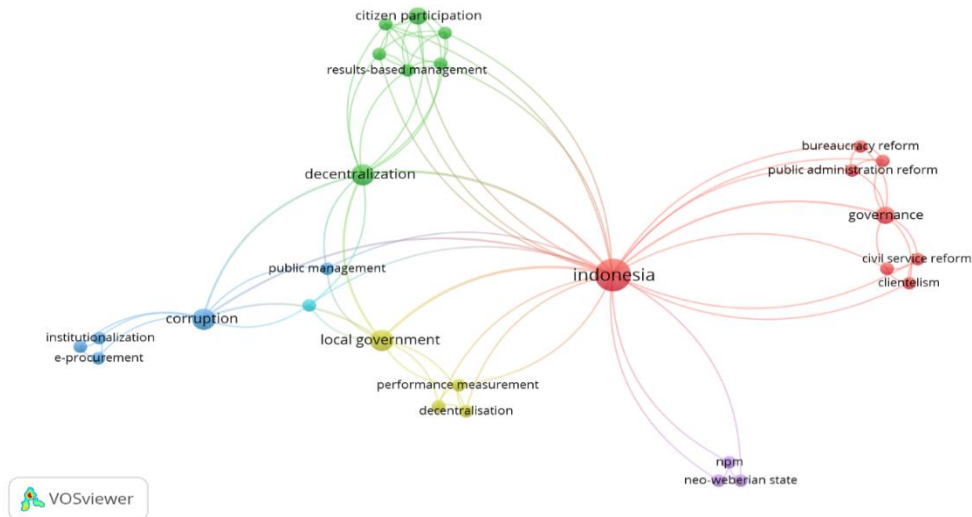 citizen participation
results-based management
decentralization
bureaucracy reform
public administration reform
governance
civil service reform
clientelism
public management
indonesia
corruption
local government
institutionalization
e-procurement
performance measurement
decentralisation
npm
neo-weberian state
VOSviewer